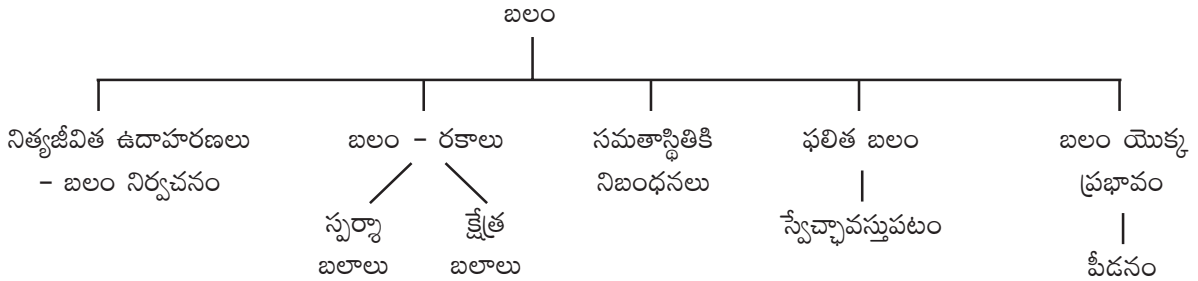 బలం
నిత్యజీవిత ఉదాహరణలు
– బలం నిర్వచనం
బలం – రకాలు
స్పర్శా
బలాలు
క్షేత్ర
బలాలు
సమతాస్థితికి
నిబంధనలు
ఫలిత బలం
స్వేచ్ఛావస్తుపటం
బలం యొక్క
ప్రభావం
పీడనం